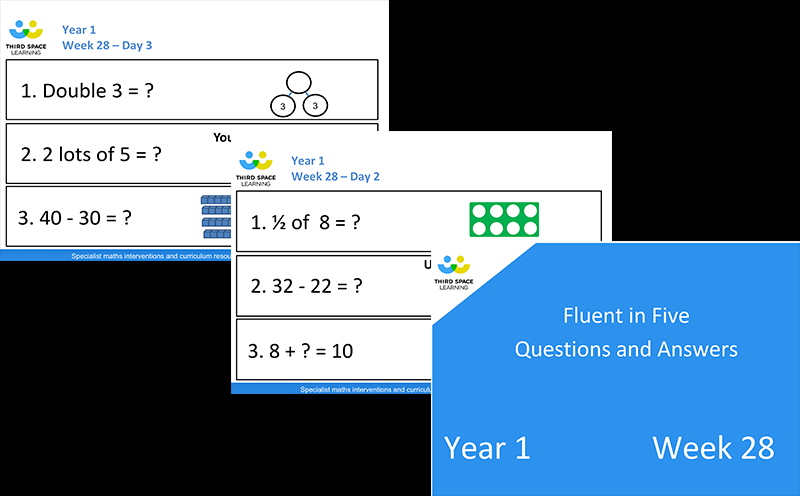 THIRD SPACE
LEARNING
Year 1
Week 28 – Day 3
1. Double 3 = ?
3 3
You
2. 2 lots of 5 = ?
3. 40 - 30 = ?
Specialist maths interventions and curriculum resou
THIRD SPACE
LEARNING
Year 1
Week 28 – Day 2
1. ½ of 8 = ?
U
2. 32 - 22 = ?
3. 8 + ? = 10
Specialist maths interventions and curriculu
THIRD SPACE
LEARNING
Fluent in Five
Questions and Answers
Year 1 Week 28